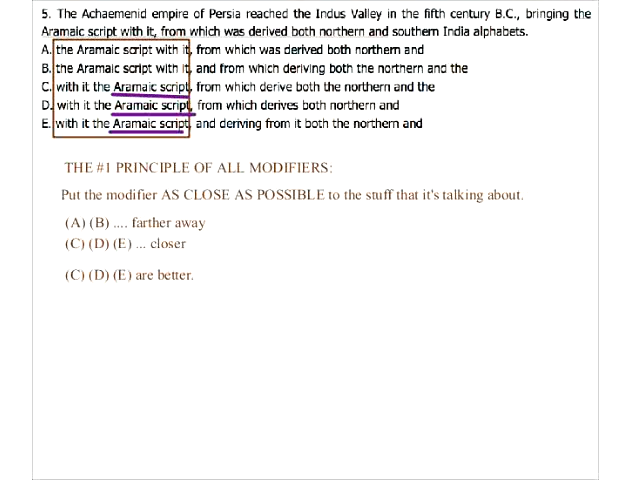 5. The Achaemenid empire of Persia reached the Indus Valley in the fifth century B.C., bringing the
Aramaic script with it, from which was derived both northern and southern India alphabets.
A. the Aramaic script with it, from which was derived both northern and
B. the Aramaic script with it, and from which deriving both the northern and the
C. with it the Aramaic script, from which derive both the northern and the
D. with it the Aramaic script, from which derives both northern and
E. with it the Aramaic script, and deriving from it both the northern and
THE #1 PRINCIPLE OF ALL MODIFIERS:
Put the modifier AS CLOSE AS POSSIBLE to the stuff that it's talking about.
(A) (B) .... farther away
(C) (D) (E) ... closer
(C) (D) (E) are better.